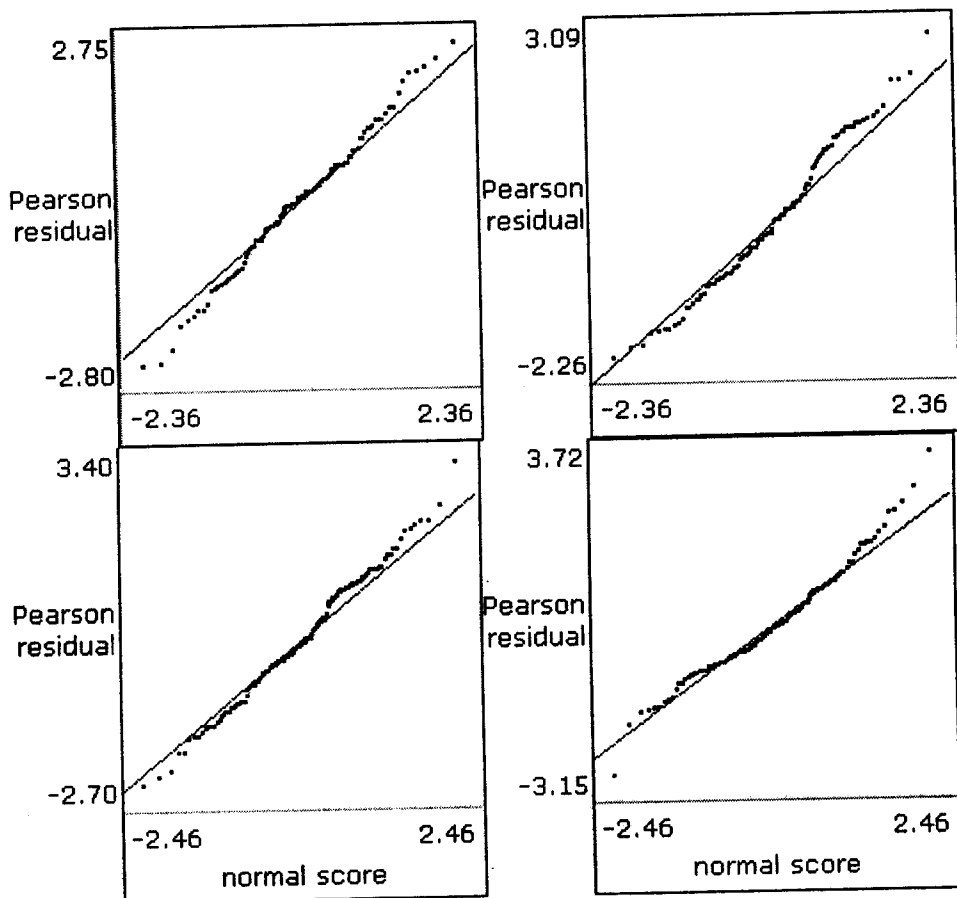 2.75
Pearson
residual
-2.80
-2.36
2.36
3.09
Pearson
residual
-2.26
-2.36
2.36
3.40
Pearson
residual
-2.70
-2.46
2.46
normal score
3.72
Pearson
residual
-3.15
-2.46
2.46
normal score